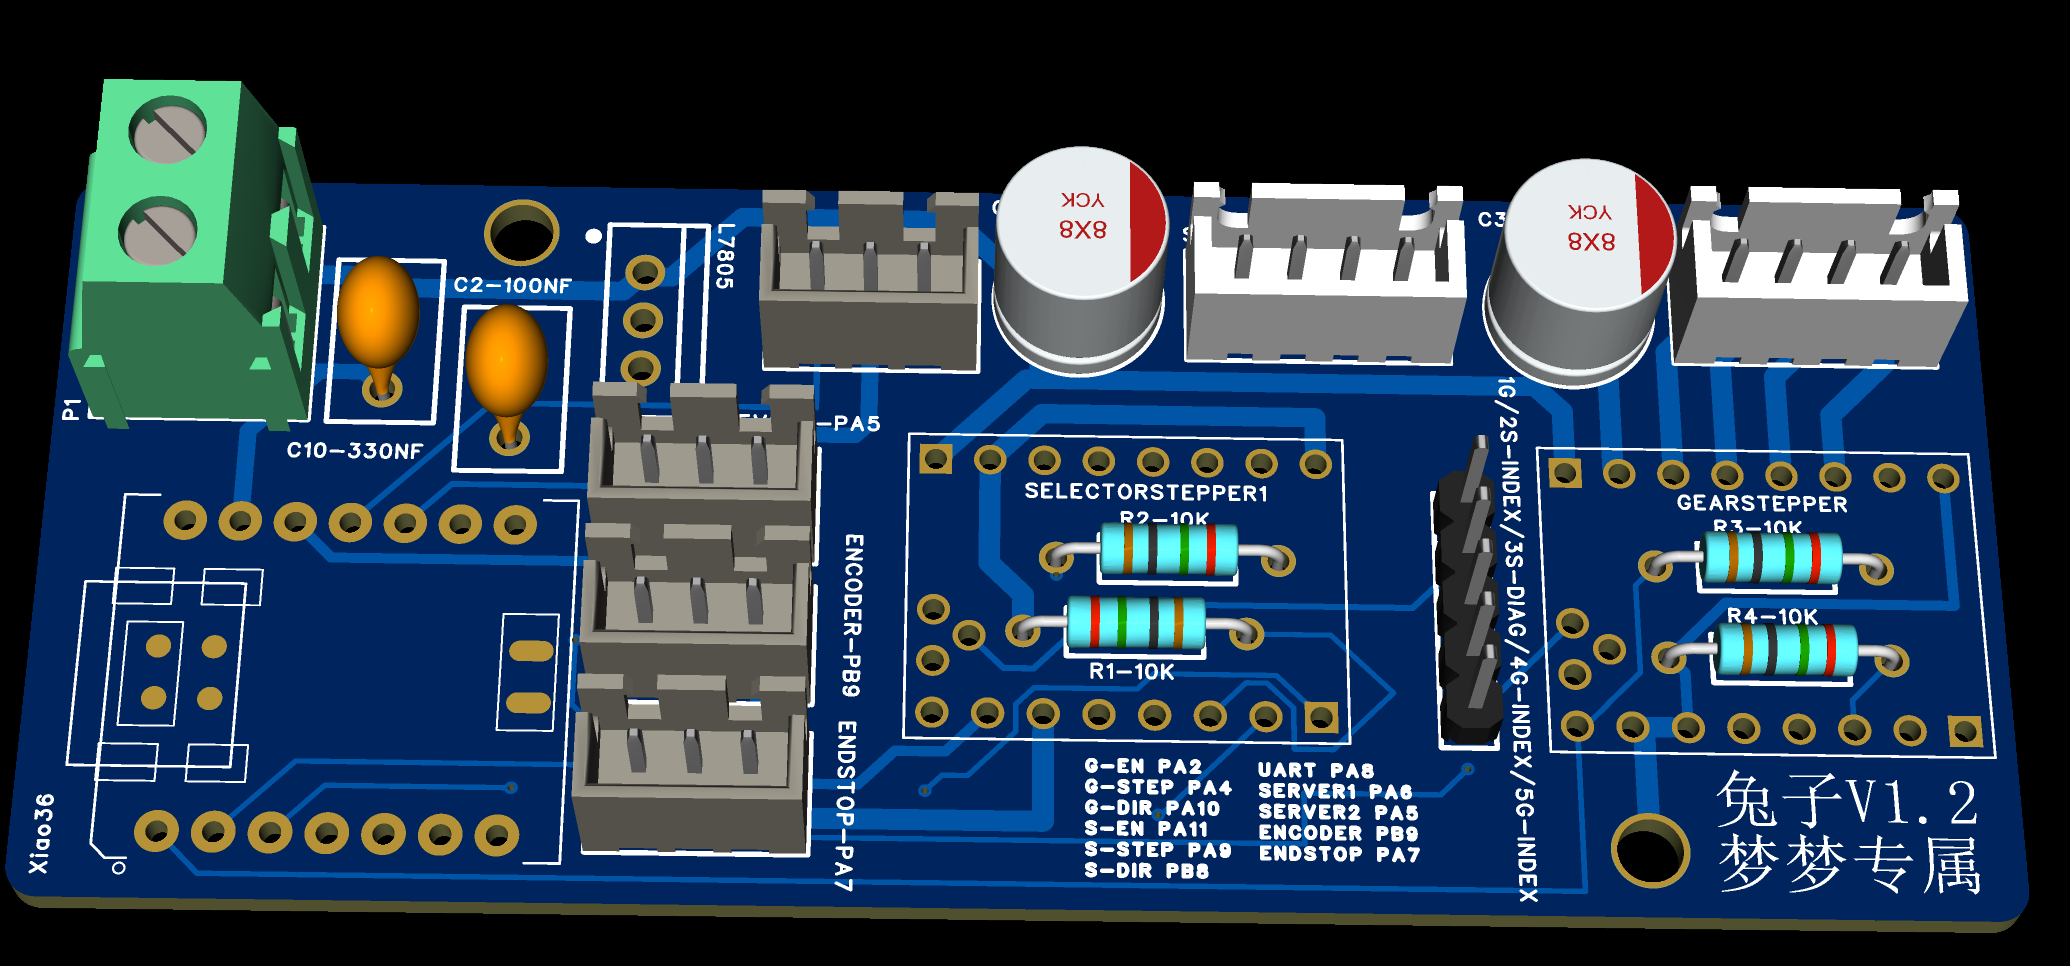 P1
C10-330NF
C2-100NF
L7805
-PA5
YCK
8X8
C3
YCK
8X8
ENCODER-PB9
ENDSTOP-PA7
SELECTORSTEPPER1
R2-10K
R1-10K
1G/2S-INDEX/3S-DIAG/4G-INDEX/5G-INDEX
GEARSTEPPER
R3-10K
R4-10K
Xiao36
G-EN PA2
G-STEP PA4
G-DIR PA10
S-EN PA11
S-STEP PA9
S-DIR PB8
UART PA8
SERVER1 PA6
SERVER2 PA5
ENCODER PB9
ENDSTOP PA7
兔子V1.2
梦梦专属